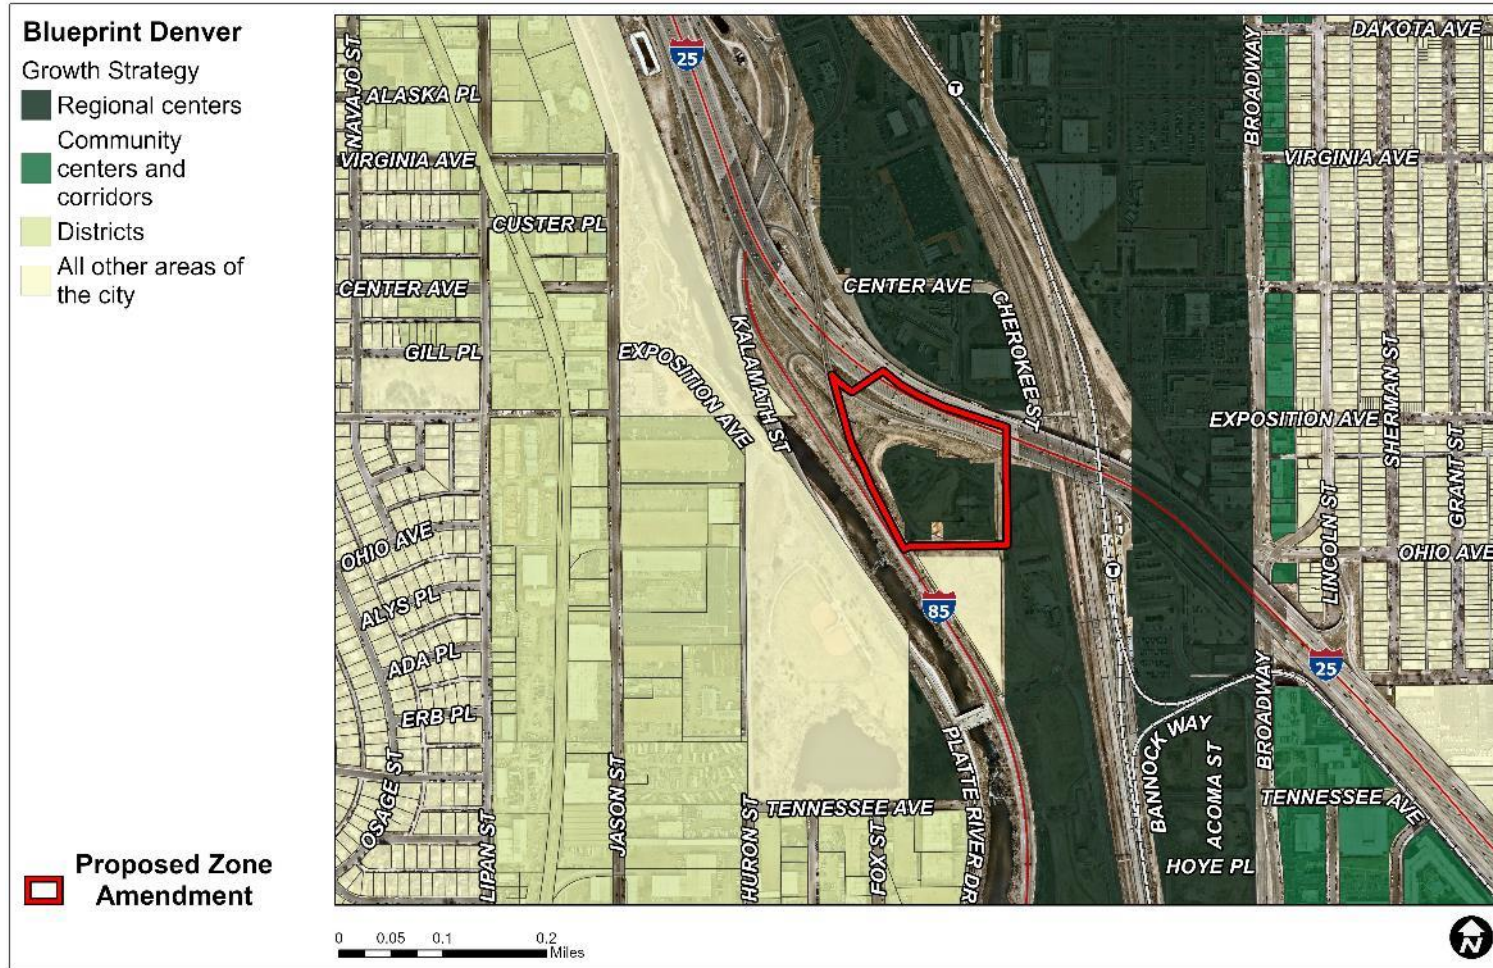 Blueprint Denver
Growth Strategy
Regional centers
Community
centers and
corridors
Districts
All other areas of
the city
Proposed Zone
Amendment
NAVAJO ST
ALASKA PL
VIRGINIA AVE
CUSTER PL
CENTER AVE
GILL PL
EXPOSITION AVE
KALAMATH ST
25
T
CENTER AVE
CHEROKEE ST
BROADWAY
DAKOTA AVE
VIRGINIA AVE
SHERMAN ST
EXPOSITION AVE
GRANT ST
LINCOLN ST
OHIO AVE
OHIO AVE
ALYS PL
ADA PL
ERB PL
OSAGE ST
LIPAN ST
JASON ST
HURON ST
TENNESSEE AVE
FOX ST
PLATTE RIVER DR
85
T
25
BROADWAY
BANNOCK WAY
ACOMA ST
TENNESSEE AVE
HOYE PL
0 0.05 0.1 0.2
Miles
N